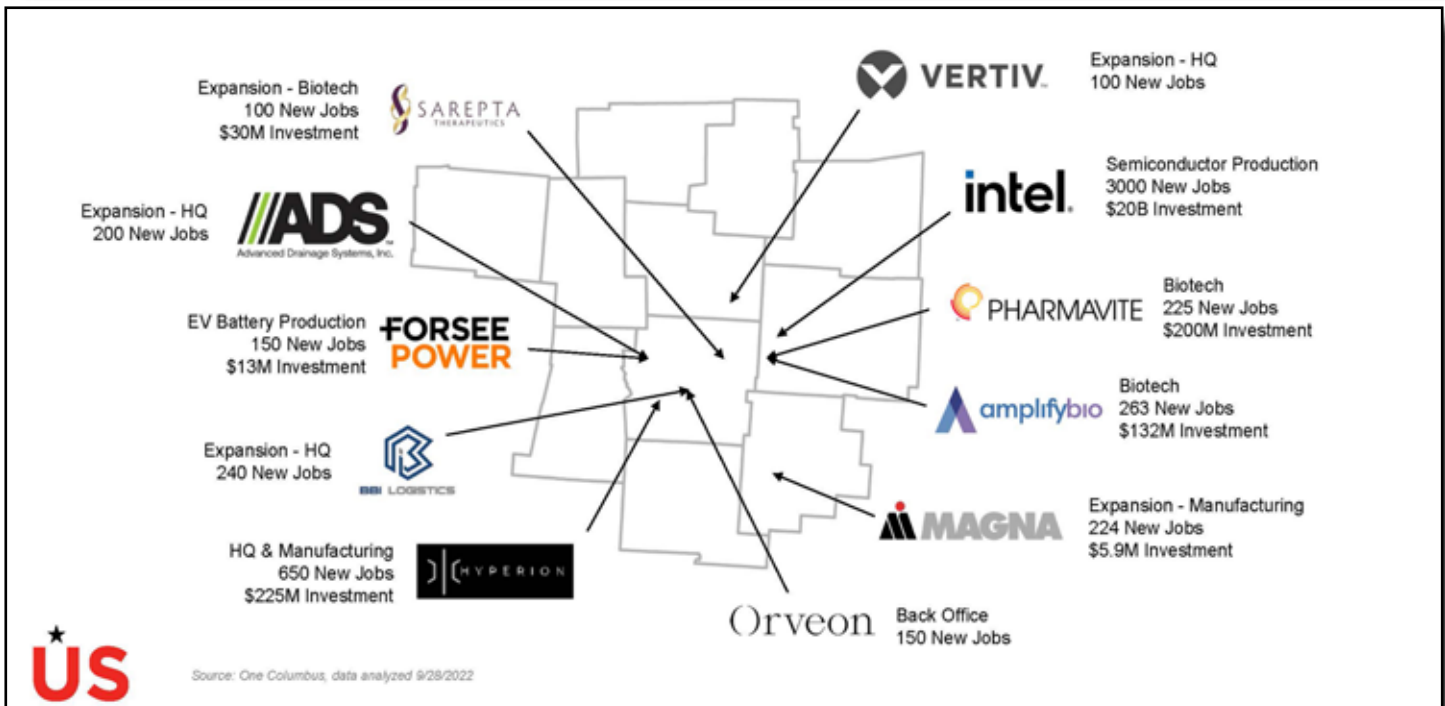 Expansion - Biotech
100 New Jobs
$30M Investment
SAREPTA
THERAPEUTICS
VERTIV™
Expansion - HQ
100 New Jobs
Expansion - HQ
200 New Jobs
ADS™
Advanced Drainage Systems, Inc.
intel.
Semiconductor Production
3000 New Jobs
$20B Investment
EV Battery Production
150 New Jobs
$13M Investment
FORSEE
POWER
PHARMAVITE
Biotech
225 New Jobs
$200M Investment
amplifybio
Biotech
263 New Jobs
$132M Investment
Expansion - HQ
240 New Jobs
BBI LOGISTICS
MAGNA
Expansion - Manufacturing
224 New Jobs
$5.9M Investment
HQ & Manufacturing
650 New Jobs
$225M Investment
HYPERION
Orveon
Back Office
150 New Jobs
US
Source: One Columbus, data analyzed 9/28/2022